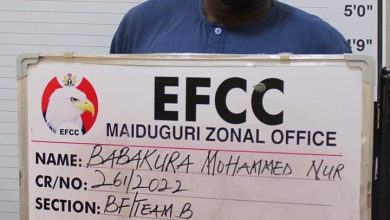 5'0"
4'9"
EFCC
EFCC
MAIDUGURI ZONAL OFFICE
NAME: BABAKURA MOHAMMED NUR
CR/NO: 261/2022
SECTION: BF/TEAM B